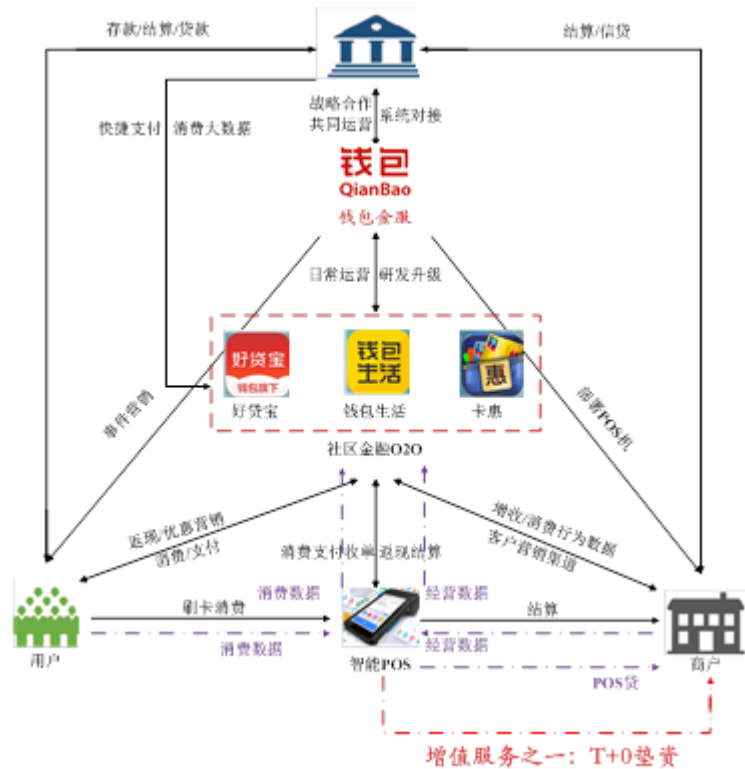 存款/结算/贷款
结算/信贷
战略合作
共同运营
系统对接
快捷支付
消费大数据
钱包
QianBao
钱包金服
日常运营
研发升级
好贷宝
钱包旗下
钱包
生活
惠
好贷宝
钱包生活
卡惠
事件营销
部署POS机
社区金融O2O
返现/优惠营销
消费/支付
消费支付收单
返现结算
增收/消费行为数据
客户营销渠道
消费数据
经营数据
刷卡消费
结算
消费数据
经营数据
用户
智能POS
商户
POS贷
增值服务之一：T+0垫资